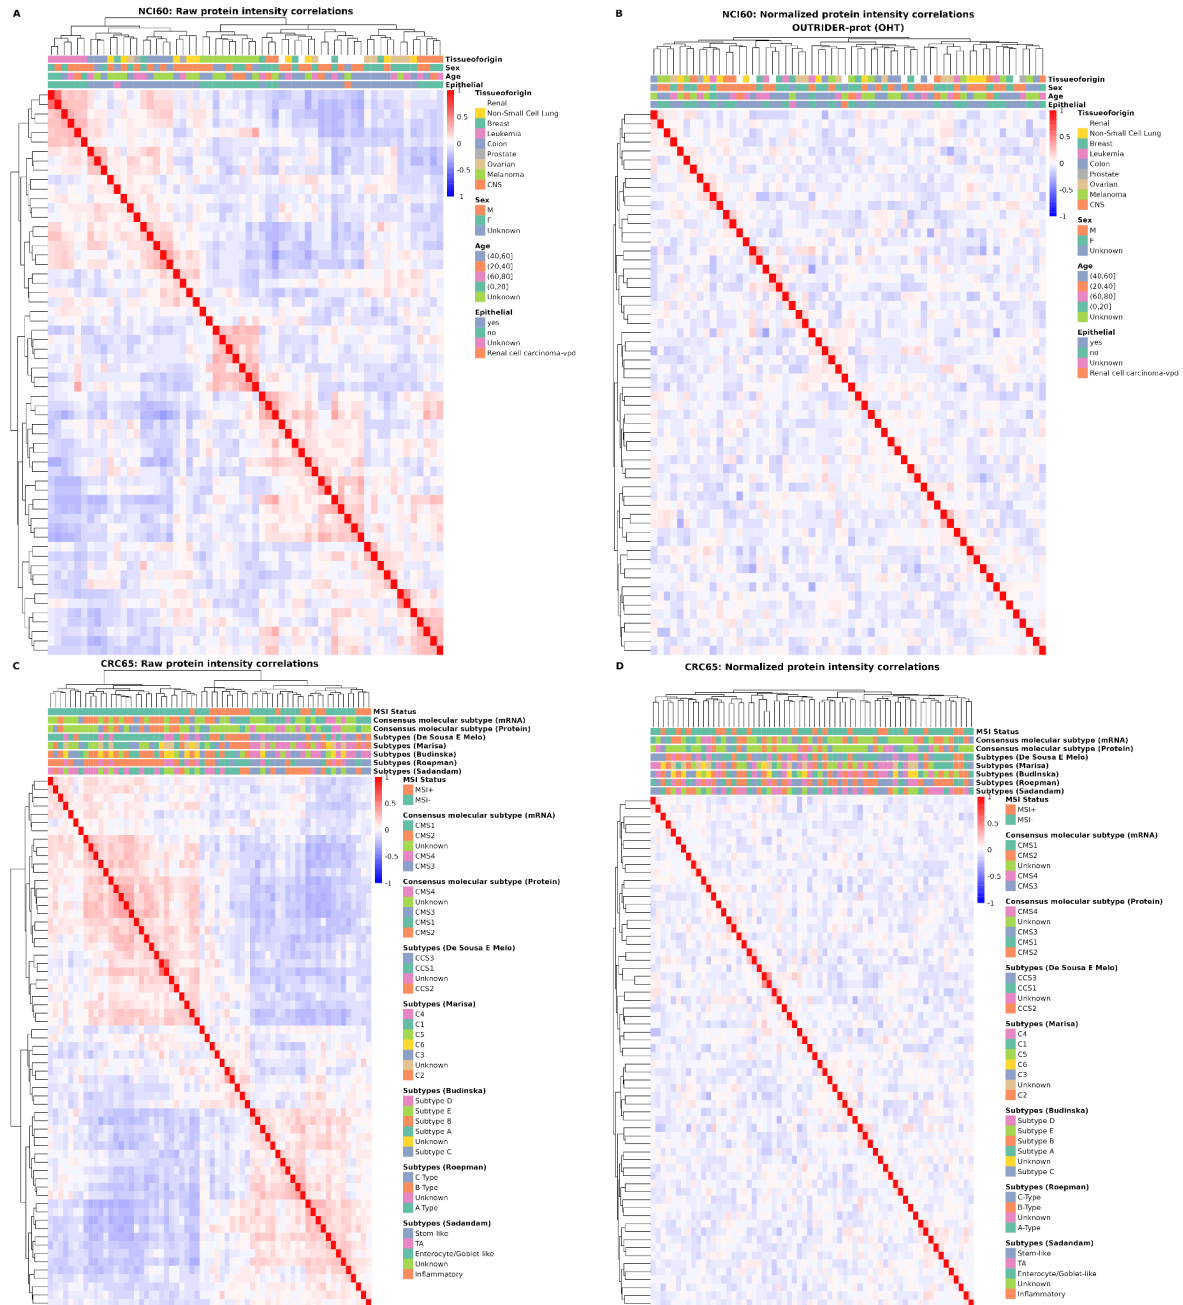 A
NCI60: Raw protein intensity correlations
Tissueoforigin
Sex
Age
Epithelial
1
0.5
0
-0.5
-1
Tissueoforigin
Renal
Non-Small Cell Lung
Breast
Leukemia
Colon
Prostate
Ovarian
Melanoma
CNS
Sex
M
F
Unknown
Age
(40,60]
(20,40]
(60,80]
(0,20]
Unknown
Epithelial
yes
no
Unknown
Renal cell carcinoma-vpd
B
NCI60: Normalized protein intensity correlations
OUTRIDER-prot (OHT)
Tissueoforigin
Sex
Age
Epithelial
1
0.5
0
-0.5
-1
Tissueoforigin
Renal
Non-Small Cell Lung
Breast
Leukemia
Colon
Prostate
Ovarian
Melanoma
CNS
Sex
M
F
Unknown
Age
(40,60]
(20,40]
(60,80]
(0,20]
Unknown
Epithelial
yes
no
Unknown
Renal cell carcinoma-vpd
C
CRC65: Raw protein intensity correlations
MSI Status
Consensus molecular subtype (mRNA)
Consensus molecular subtype (Protein)
Subtypes (De Sousa E Melo)
Subtypes (Marisa)
Subtypes (Budinska)
Subtypes (Roepman)
Subtypes (Sadandam)
1
0.5
0
-0.5
-1
MSI Status
MSI+
MSI-
Consensus molecular subtype (mRNA)
CMS1
CMS2
Unknown
CMS4
CMS3
Consensus molecular subtype (Protein)
CMS4
Unknown
CMS3
CMS1
CMS2
Subtypes (De Sousa E Melo)
CCS3
CCS1
Unknown
CCS2
Subtypes (Marisa)
C4
C1
C5
C6
C3
Unknown
C2
Subtypes (Budinska)
Subtype D
Subtype E
Subtype B
Subtype A
Unknown
Subtype C
Subtypes (Roepman)
C-Type
B-Type
Unknown
A-Type
Subtypes (Sadandam)
Stem-like
TA
Enterocyte/Goblet-like
Unknown
Inflammatory
D
CRC65: Normalized protein intensity correlations
MSI Status
Consensus molecular subtype (mRNA)
Consensus molecular subtype (Protein)
Subtypes (De Sousa E Melo)
Subtypes (Marisa)
Subtypes (Budinska)
Subtypes (Roepman)
Subtypes (Sadandam)
1
0.5
0
-0.5
-1
MSI Status
MSI+
MSI-
Consensus molecular subtype (mRNA)
CMS1
CMS2
Unknown
CMS4
CMS3
Consensus molecular subtype (Protein)
CMS4
Unknown
CMS3
CMS1
CMS2
Subtypes (De Sousa E Melo)
CCS3
CCS1
Unknown
CCS2
Subtypes (Marisa)
C4
C1
C5
C6
C3
Unknown
C2
Subtypes (Budinska)
Subtype D
Subtype E
Subtype B
Subtype A
Unknown
Subtype C
Subtypes (Roepman)
C-Type
B-Type
Unknown
A-Type
Subtypes (Sadandam)
Stem-like
TA
Enterocyte/Goblet-like
Unknown
Inflammatory